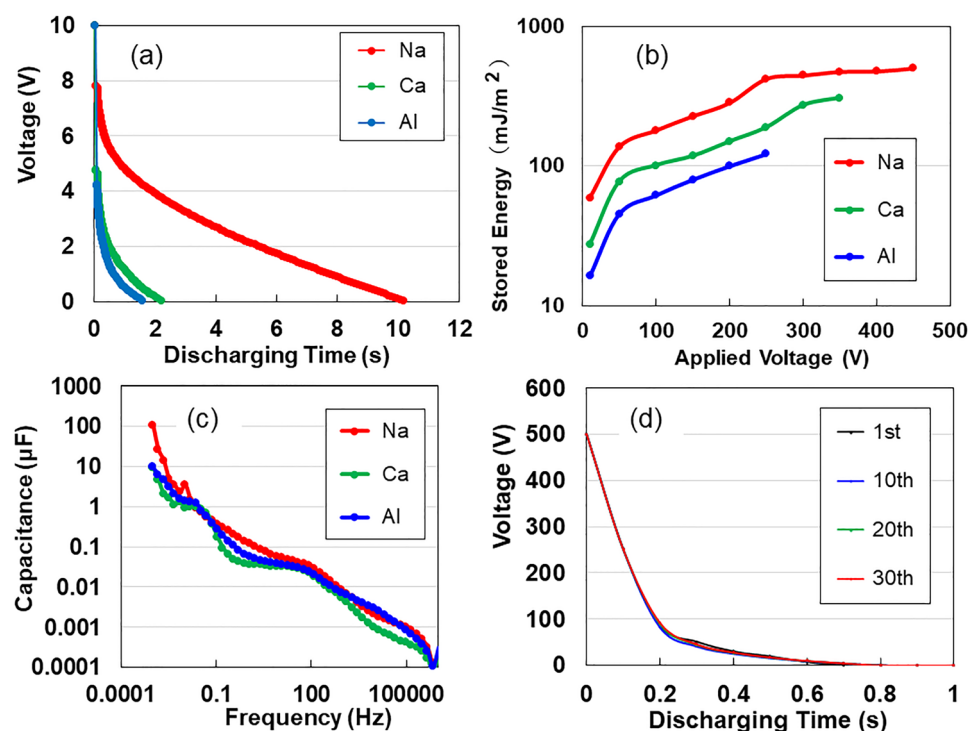 (a)
Na
Ca
Al
Voltage (V)
10
8
6
4
2
0
0 2 4 6 8 10 12
Discharging Time (s)
(b)
Na
Ca
Al
Stored Energy (mJ/m²)
1000
100
10
0 100 200 300 400 500
Applied Voltage (V)
(c)
Na
Ca
Al
Capacitance (μF)
1000
100
10
1
0.1
0.01
0.001
0.0001
0.0001 0.1 100 100000
Frequency (Hz)
(d)
1st
10th
20th
30th
Voltage (V)
600
500
400
300
200
100
0
0 0.2 0.4 0.6 0.8 1
Discharging Time (s)